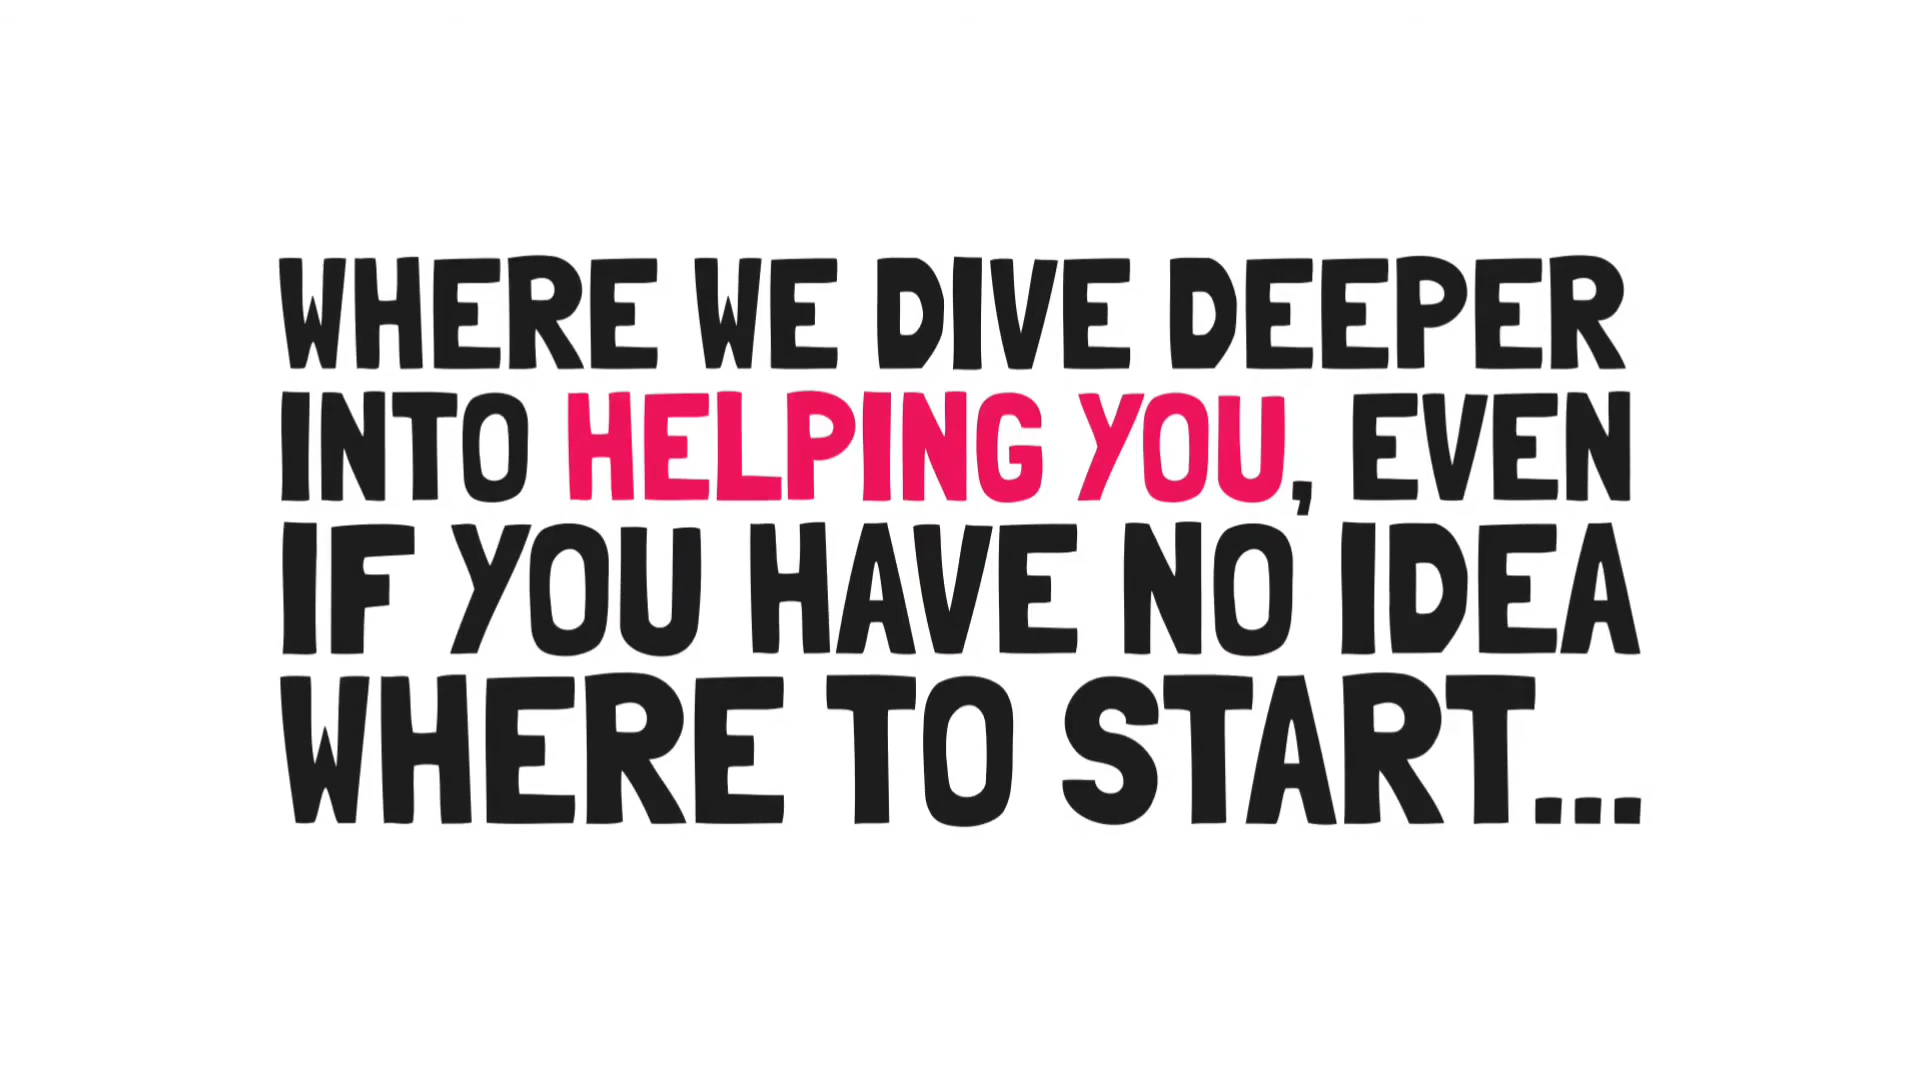 WHERE WE DIVE DEEPER
INTO HELPING YOU, EVEN
IF YOU HAVE NO IDEA
WHERE TO START...